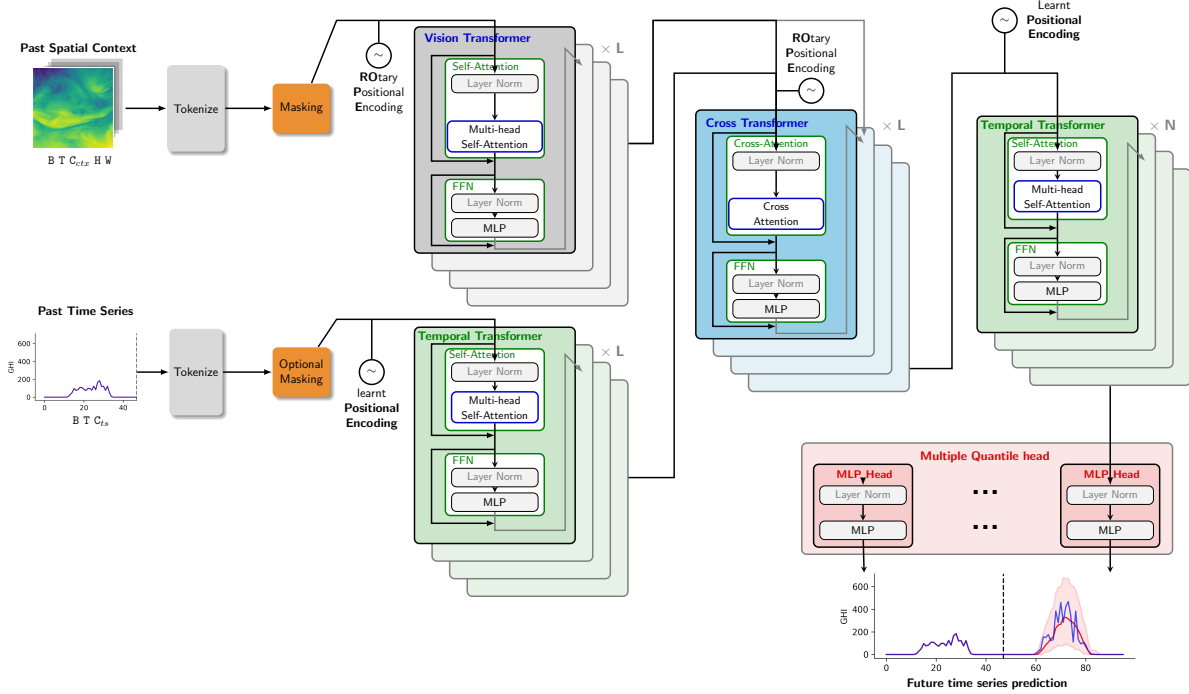 Past Spatial Context
B T C_ctx H W
Tokenize
Masking
~
ROtary
Positional
Encoding
Vision Transformer
× L
Self-Attention
Layer Norm
Multi-head
Self-Attention
FFN
Layer Norm
MLP
Past Time Series
GHI
600
400
200
0
0
20
40
B T C_ts
Tokenize
Optional
Masking
~
learnt
Positional
Encoding
Temporal Transformer
× L
Self-Attention
Layer Norm
Multi-head
Self-Attention
FFN
Layer Norm
MLP
ROtary
Positional
Encoding
~
Cross Transformer
× L
Cross-Attention
Layer Norm
Cross
Attention
FFN
Layer Norm
MLP
~
Learnt
Positional
Encoding
Temporal Transformer
× N
Self-Attention
Layer Norm
Multi-head
Self-Attention
FFN
Layer Norm
MLP
Multiple Quantile head
MLP Head
Layer Norm
MLP
...
...
MLP Head
Layer Norm
MLP
GHI
600
400
200
0
0
20
40
60
80
Future time series prediction